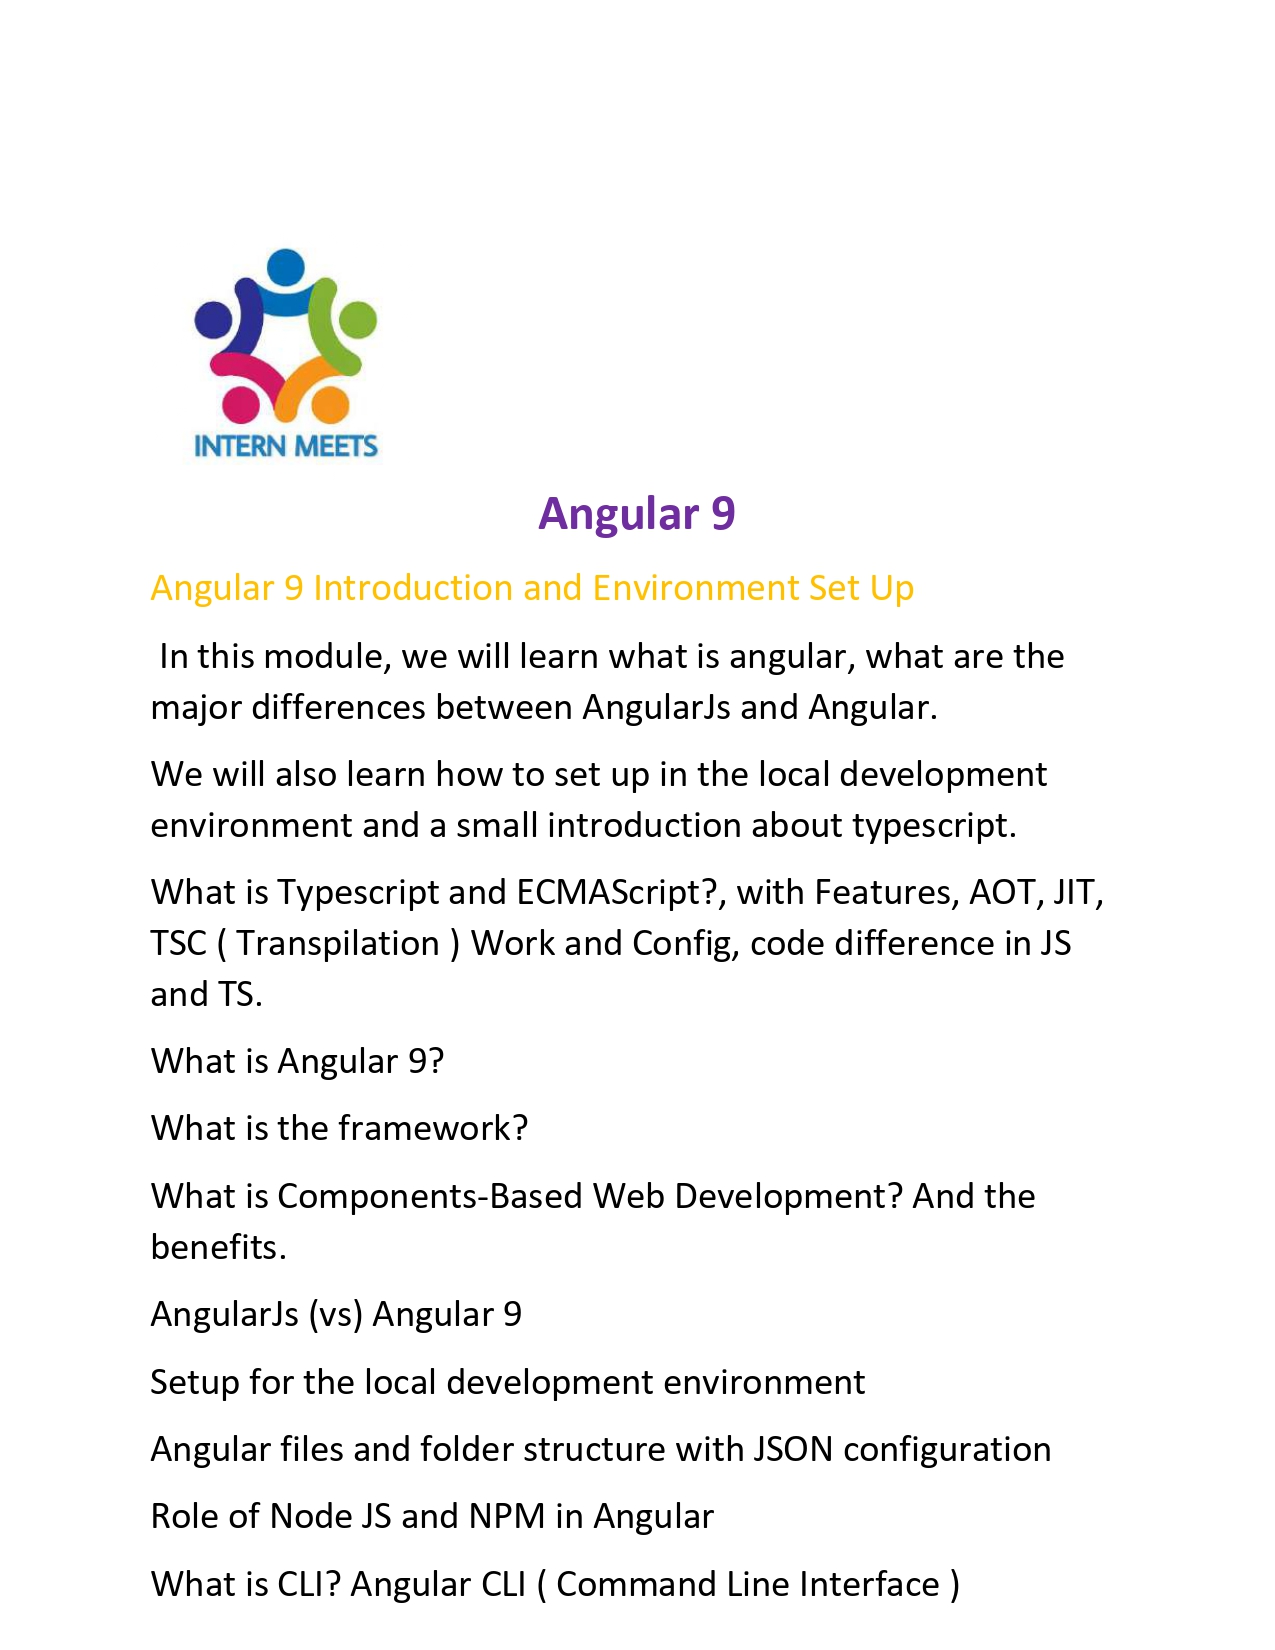 INTERN MEETS
Angular 9
Angular 9 Introduction and Environment Set Up
In this module, we will learn what is angular, what are the
major differences between AngularJs and Angular.
We will also learn how to set up in the local development
environment and a small introduction about typescript.
What is Typescript and ECMAScript?, with Features, AOT, JIT,
TSC ( Transpilation ) Work and Config, code difference in JS
and TS.
What is Angular 9?
What is the framework?
What is Components-Based Web Development? And the
benefits.
AngularJs (vs) Angular 9
Setup for the local development environment
Angular files and folder structure with JSON configuration
Role of Node JS and NPM in Angular
What is CLI? Angular CLI ( Command Line Interface )